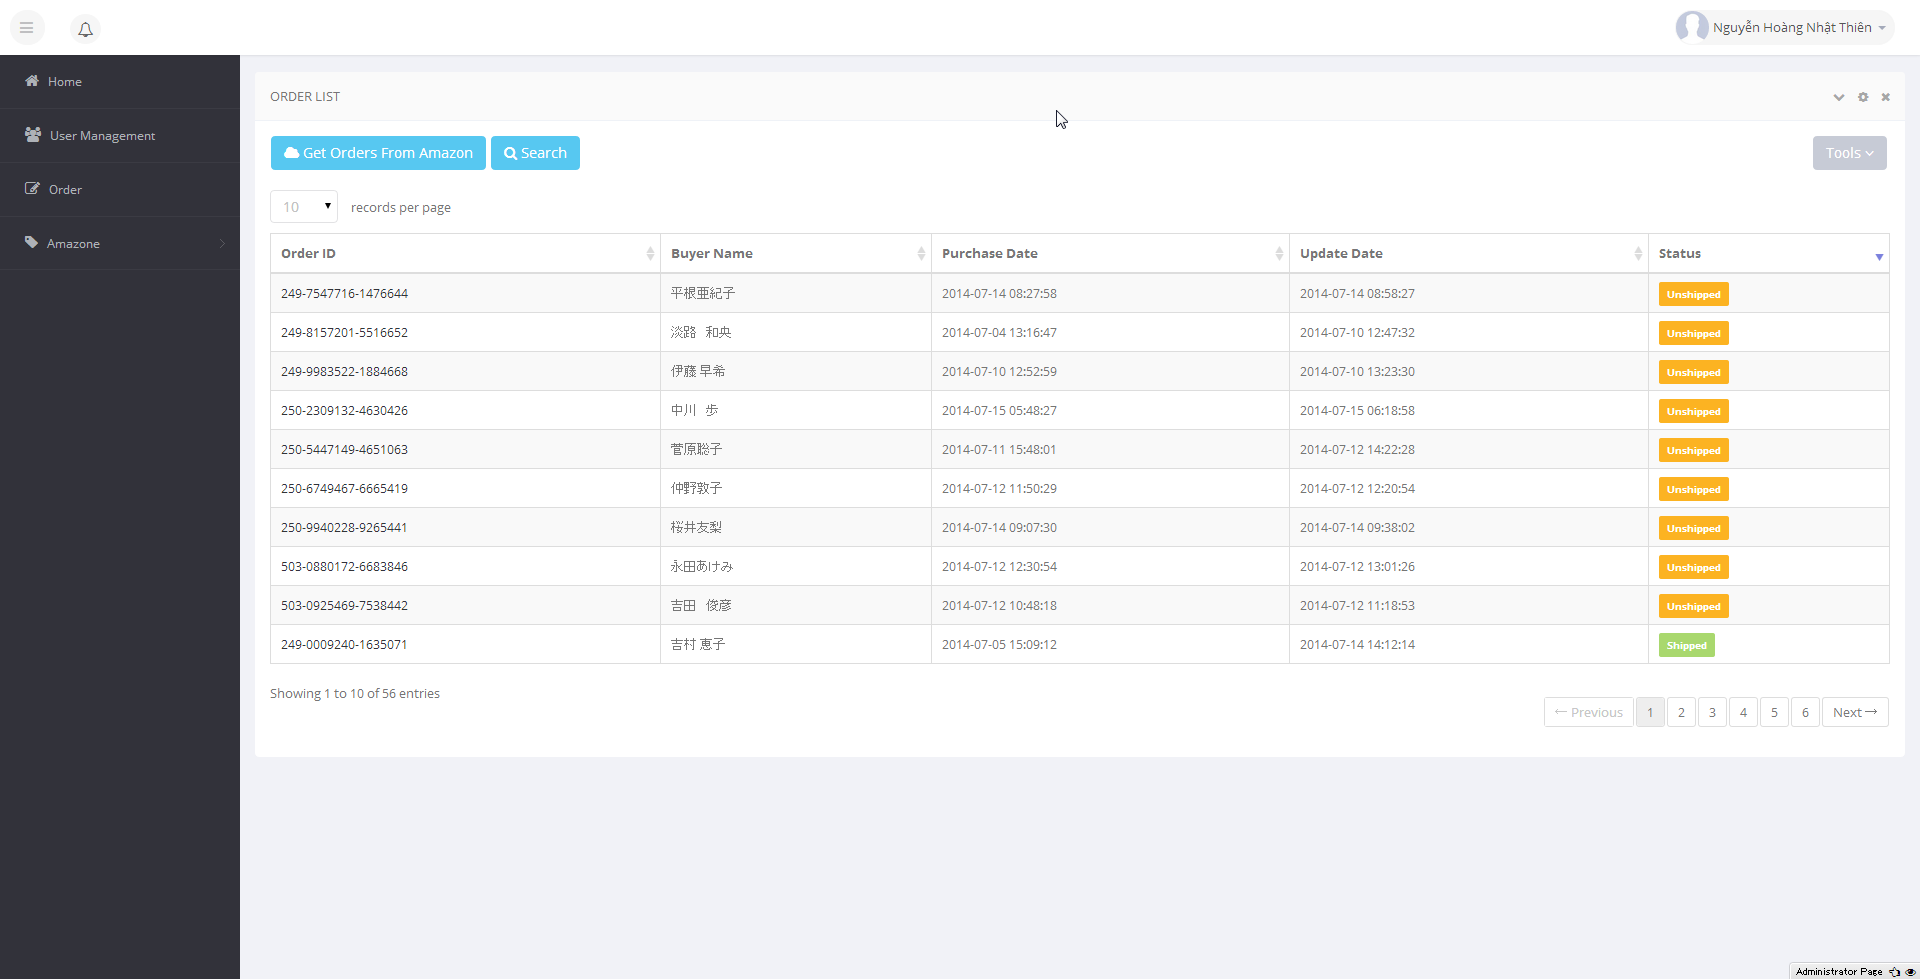 Nguyễn Hoàng Nhật Thiên
Home
User Management
Order
Amazone
ORDER LIST
Get Orders From Amazon Search Tools
10 records per page
Order ID Buyer Name Purchase Date Update Date Status
249-7547716-1476644 平根亜紀子 2014-07-14 08:27:58 2014-07-14 08:58:27 Unshipped
249-8157201-5516652 淡路 和央 2014-07-04 13:16:47 2014-07-10 12:47:32 Unshipped
249-9983522-1884668 伊藤 早希 2014-07-10 12:52:59 2014-07-10 13:23:30 Unshipped
250-2309132-4630426 中川 歩 2014-07-15 05:48:27 2014-07-15 06:18:58 Unshipped
250-5447149-4651063 菅原聡子 2014-07-11 15:48:01 2014-07-12 14:22:28 Unshipped
250-6749467-6665419 仲野敦子 2014-07-12 11:50:29 2014-07-12 12:20:54 Unshipped
250-9940228-9265441 桜井友梨 2014-07-14 09:07:30 2014-07-14 09:38:02 Unshipped
503-0880172-6683846 永田あけみ 2014-07-12 12:30:54 2014-07-12 13:01:26 Unshipped
503-0925469-7538442 吉田 俊彦 2014-07-12 10:48:18 2014-07-12 11:18:53 Unshipped
249-0009240-1635071 吉村 恵子 2014-07-05 15:09:12 2014-07-14 14:12:14 Shipped
Showing 1 to 10 of 56 entries
← Previous 1 2 3 4 5 6 Next →
Administrator Page